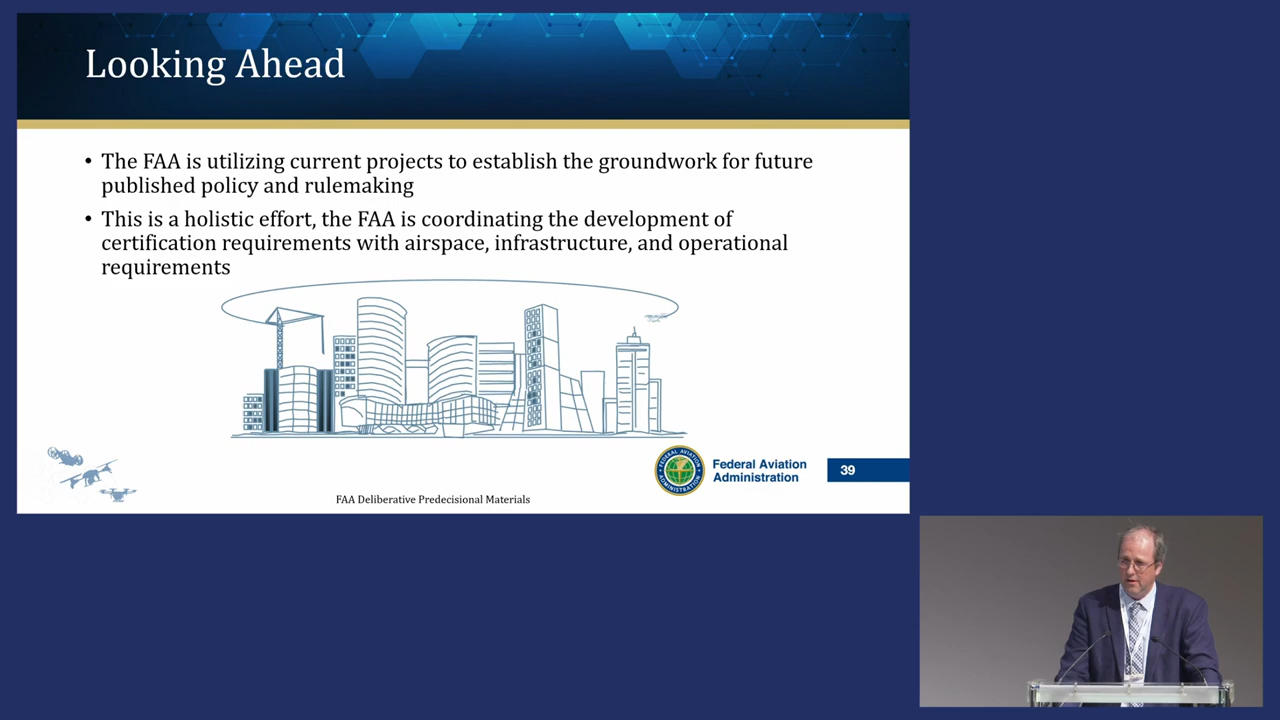 Looking Ahead
• The FAA is utilizing current projects to establish the groundwork for future
published policy and rulemaking
• This is a holistic effort, the FAA is coordinating the development of
certification requirements with airspace, infrastructure, and operational
requirements
Federal Aviation
Administration
39
FAA Deliberative Predecisional Materials